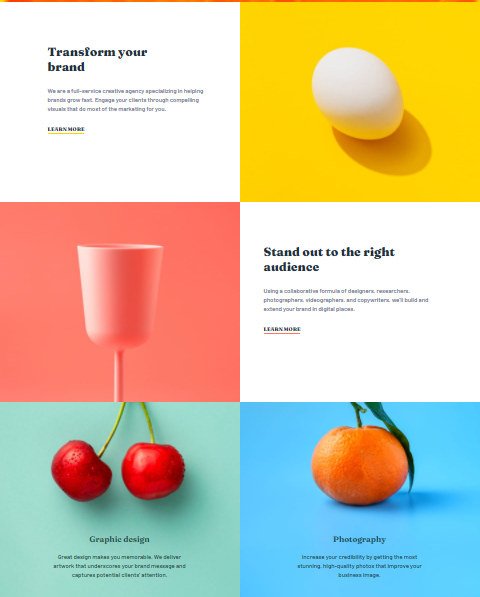 Transform your
brand
We are a full-service creative agency specializing in helping
brands grow fast. Engage your clients through compelling
visuals that do most of the marketing for you.
LEARN MORE
Stand out to the right
audience
Using a collaborative formula of designers, researchers,
photographers, videographers, and copywriters, we'll build and
extend your brand in digital places.
LEARN MORE
Graphic design
Great design makes you memorable. We deliver
artwork that underscores your brand message and
captures potential clients' attention.
Photography
Increase your credibility by getting the most
stunning, high-quality photos that improve your
business image.